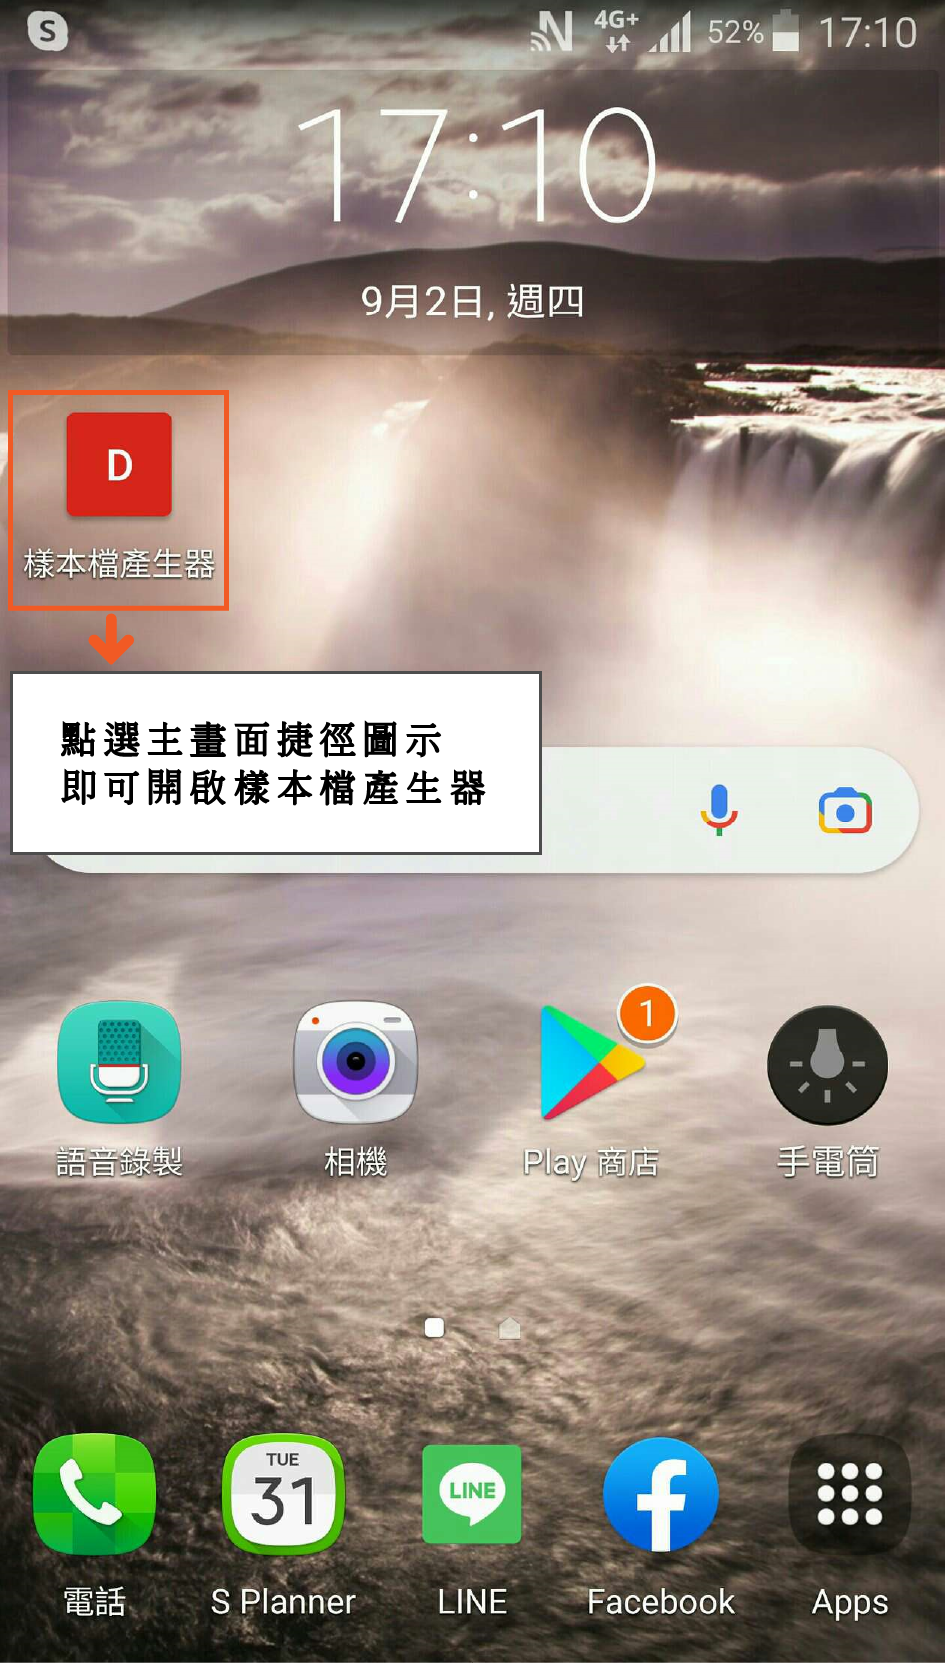 S
4G+ 52% 17:10
17:10
9月2日, 週四
D
樣本檔產生器
點選主畫面捷徑圖示
即可開啟樣本檔產生器
1
語音錄製 相機 Play 商店 手電筒
TUE
31
LINE
電話 S Planner LINE Facebook Apps